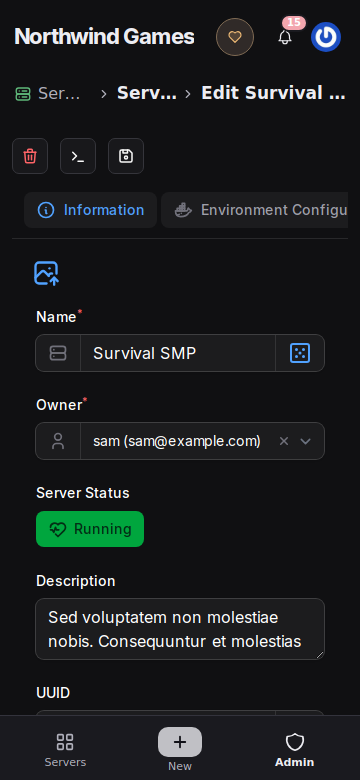 Northwind Games
15
Ser... > Serv... > Edit Survival ...
Information
Environment Configu
Name*
Survival SMP
Owner*
sam (sam@example.com)
Server Status
Running
Description
Sed voluptatem non molestiae
nobis. Consequuntur et molestias
UUID
Servers
New
Admin